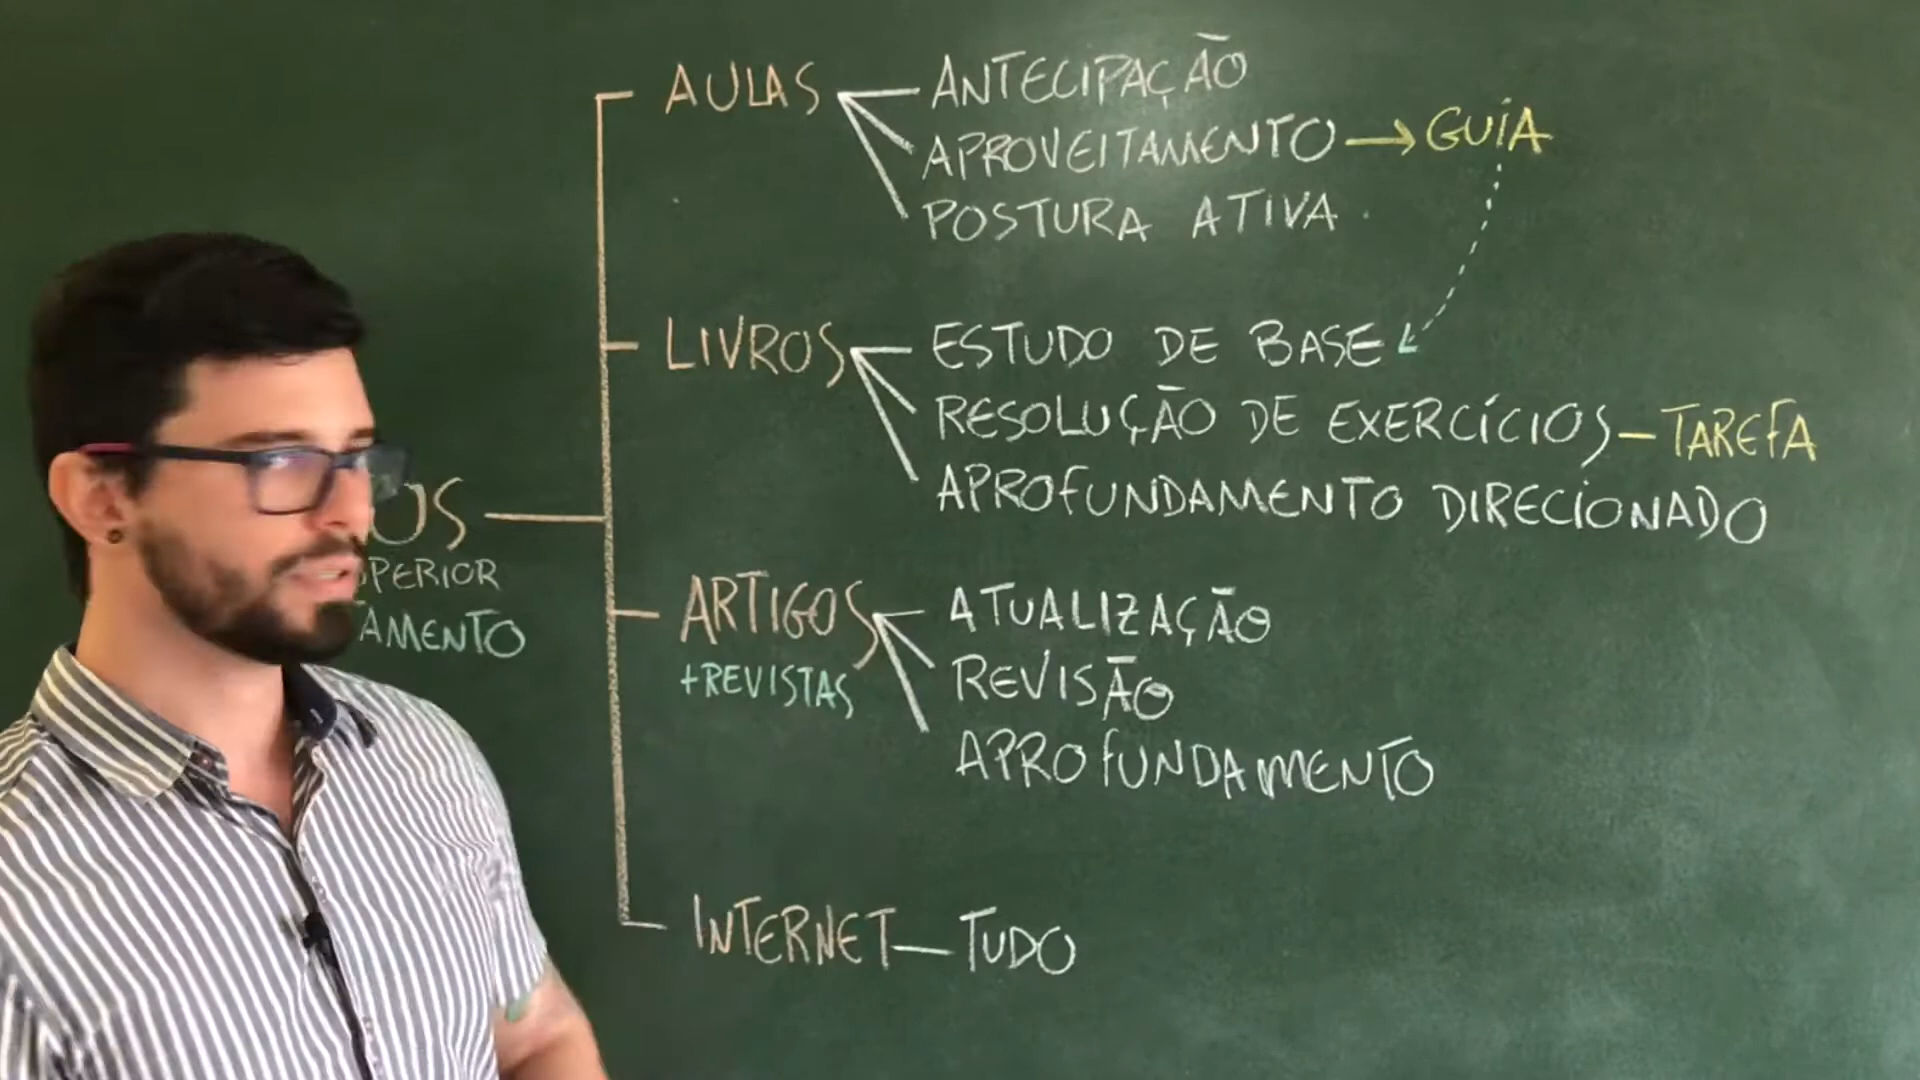 AULAS
ANTECIPAÇÃO
APROVEITAMENTO → GUIA
POSTURA ATIVA
LIVROS
ESTUDO DE BASE
RESOLUÇÃO DE EXERCÍCIOS - TAREFA
APROFUNDAMENTO DIRECIONADO
ARTIGOS
+REVISTAS
ATUALIZAÇÃO
REVISÃO
APROFUNDAMENTO
INTERNET - TUDO